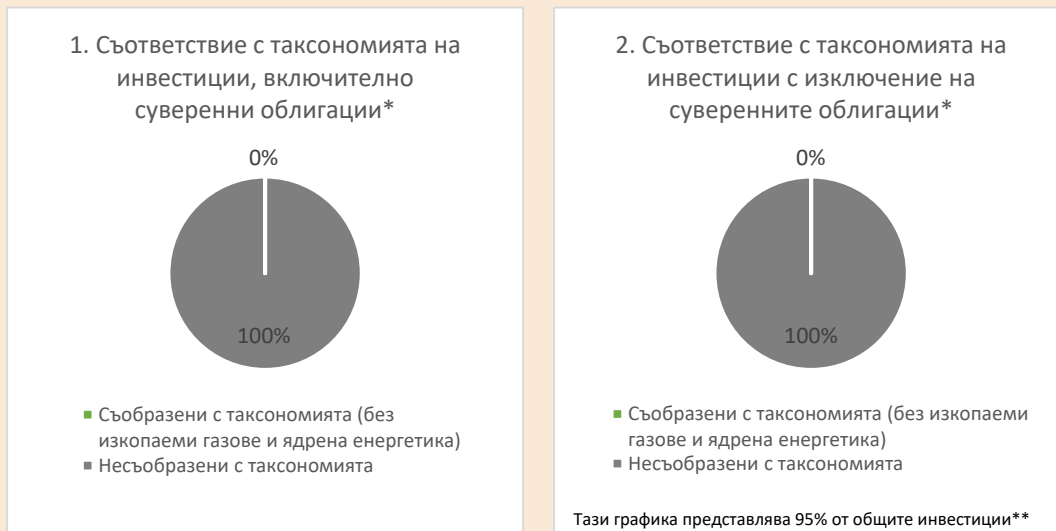 1. Съответствие с таксономията на
инвестиции, включително
суверенни облигации*
0%
100%
Съобразени с таксономията (без
изкопаеми газове и ядрена енергетика)
Несъобразени с таксономията
2. Съответствие с таксономията на
инвестиции с изключение на
суверенните облигации*
0%
100%
Съобразени с таксономията (без изкопаеми
газове и ядрена енергетика)
Несъобразени с таксономията
Тази графика представлява 95% от общите инвестиции**